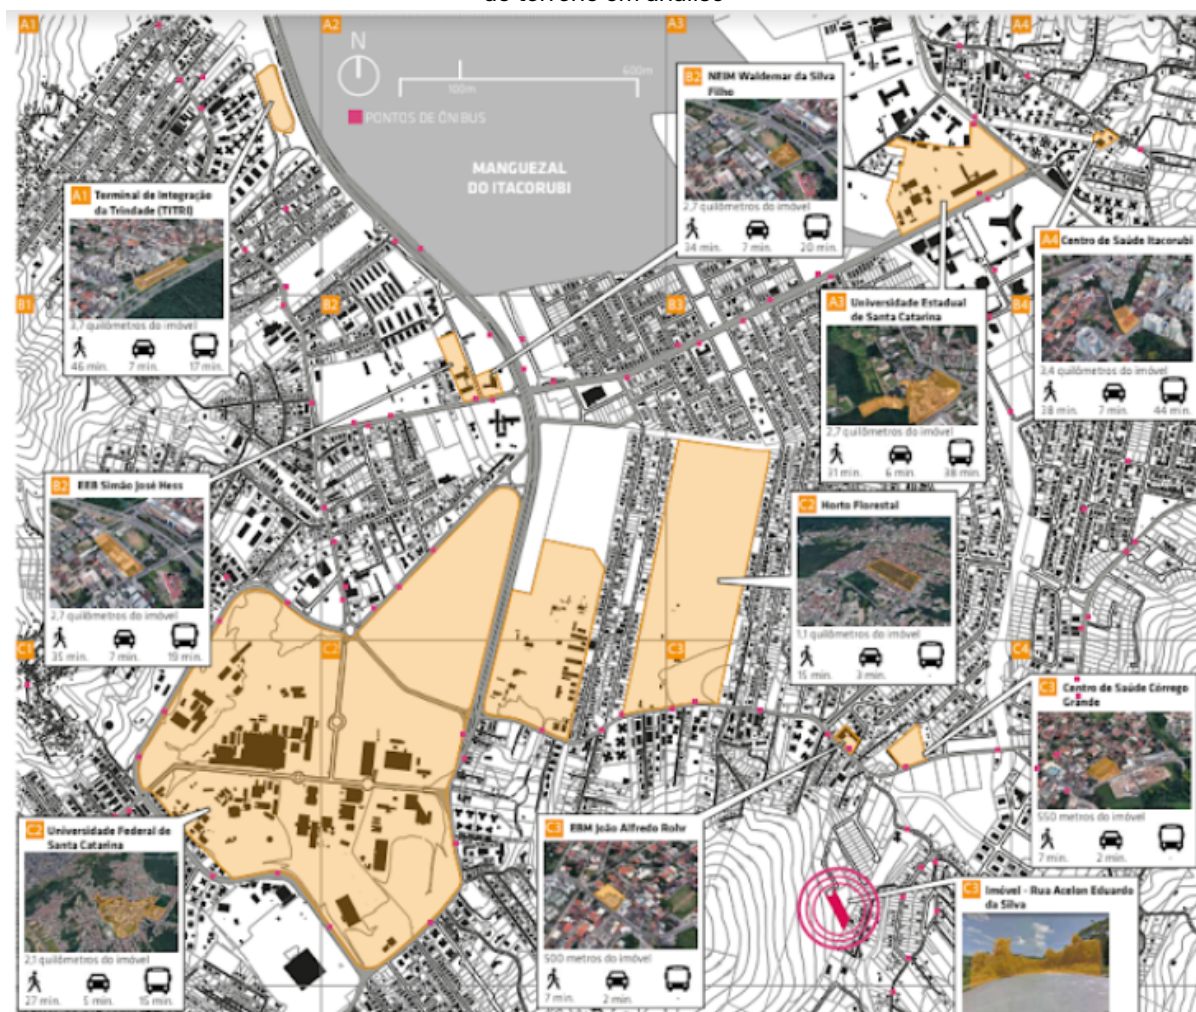 do terreno em análise
A1
A2
A3
A4
N
100m
600m
PONTOS DE ÔNIBUS
MANGUEZAL
DO ITACORUBI
B2 NEIM Waldemar da Silva
Filho
2,7 quilômetros do imóvel
34 min. 7 min. 20 min.
A1 Terminal de Integração
da Trindade (TITRI)
3,7 quilômetros do imóvel
46 min. 7 min. 17 min.
A4 Centro de Saúde Itacorubi
3,4 quilômetros do imóvel
38 min. 7 min. 44 min.
B1
B2
B3
B4
A3 Universidade Estadual
de Santa Catarina
2,7 quilômetros do imóvel
31 min. 6 min. 38 min.
B2 EEB Simão José Hess
2,7 quilômetros do imóvel
35 min. 7 min. 19 min.
C2 Horto Florestal
1,1 quilômetros do imóvel
15 min. 3 min. -
C1
C2
C3
C4
C3 Centro de Saúde Córrego
Grande
550 metros do imóvel
7 min. 2 min. -
C2 Universidade Federal de
Santa Catarina
2,1 quilômetros do imóvel
27 min. 5 min. 15 min.
C3 EBM João Alfredo Rohr
500 metros do imóvel
7 min. 2 min. -
C3 Imóvel - Rua Acelon Eduardo
da Silva